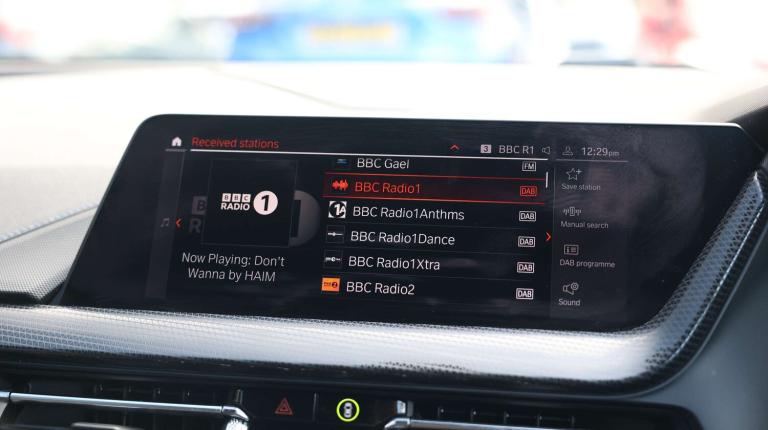 Received stations
3 BBC R1 12:29pm
BBC Gael FM
BBC Radio1 DAB
BBC Radio1Anthms DAB
BBC Radio1Dance DAB
BBC Radio1Xtra DAB
BBC Radio2 DAB
BBC
RADIO 1
Now Playing: Don't
Wanna by HAIM
Save station
Manual search
DAB programme
Sound